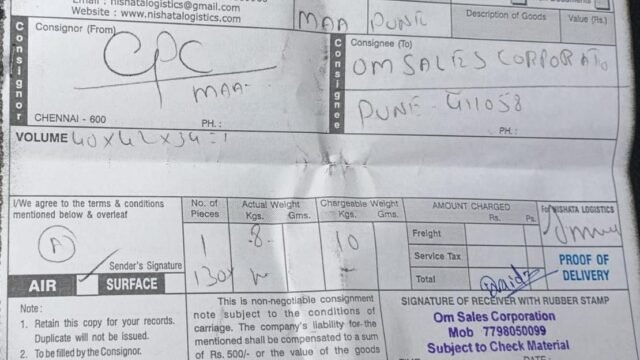 Email : nishatalogistics@gmail.com
Website : www.nishatalogistics.com
MAA PUNE
Description of Goods Value (Rs.)
Consignor
Consignor (From)
CPC
MAA
CHENNAI - 600 PH.:
Consignee
Consignee (To)
OM SALES CORPORATO
PUNE - 411058
PH.:
VOLUME 40x42x34=1
I/We agree to the terms & conditions
mentioned below & overleaf
A
Sender's Signature
AIR SURFACE
No. of Pieces
Actual Weight
Kgs. Gms.
Chargeable Weight
Kgs. Gms.
AMOUNT CHARGED
Rs. Ps.
1 8 10
130x
Freight
Service Tax
Total
For NISHATA LOGISTICS
PROOF OF
DELIVERY
Note :
1. Retain this copy for your records.
Duplicate will not be issued.
2. To be filled by the Consignor.
This is non-negotiable consignment
note subject to the conditions of
carriage. The company's liability for the
mentioned shall be compensated to a sum
of Rs. 500/- or the value of the goods
SIGNATURE OF RECEIVER WITH RUBBER STAMP
Om Sales Corporation
Mob 7798050099
Subject to Check Material
DATE TIME